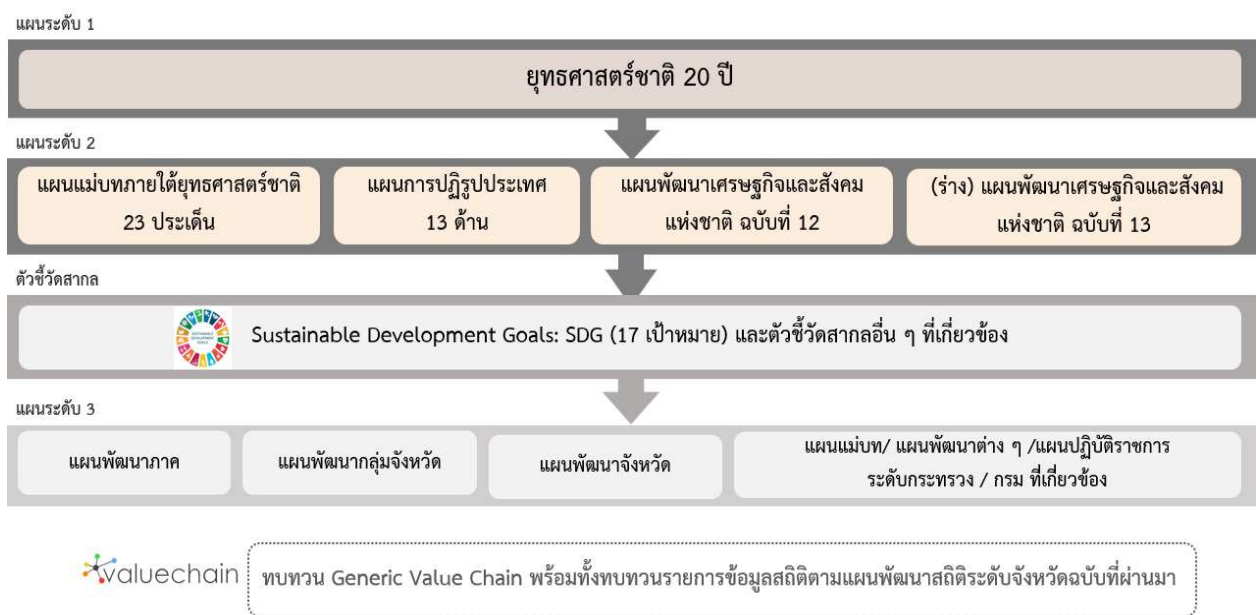 แผนระดับ 1
ยุทธศาสตร์ชาติ 20 ปี
แผนระดับ 2
แผนแม่บทภายใต้ยุทธศาสตร์ชาติ
23 ประเด็น
แผนการปฏิรูปประเทศ
13 ด้าน
แผนพัฒนาเศรษฐกิจและสังคม
แห่งชาติ ฉบับที่ 12
(ร่าง) แผนพัฒนาเศรษฐกิจและสังคม
แห่งชาติ ฉบับที่ 13
ตัวชี้วัดสากล
Sustainable Development Goals: SDG (17 เป้าหมาย) และตัวชี้วัดสากลอื่น ๆ ที่เกี่ยวข้อง
แผนระดับ 3
แผนพัฒนาภาค
แผนพัฒนากลุ่มจังหวัด
แผนพัฒนาจังหวัด
แผนแม่บท/ แผนพัฒนาต่าง ๆ /แผนปฏิบัติราชการ
ระดับกระทรวง / กรม ที่เกี่ยวข้อง
valuechain
ทบทวน Generic Value Chain พร้อมทั้งทบทวนรายการข้อมูลสถิติตามแผนพัฒนาสถิติระดับจังหวัดฉบับที่ผ่านมา